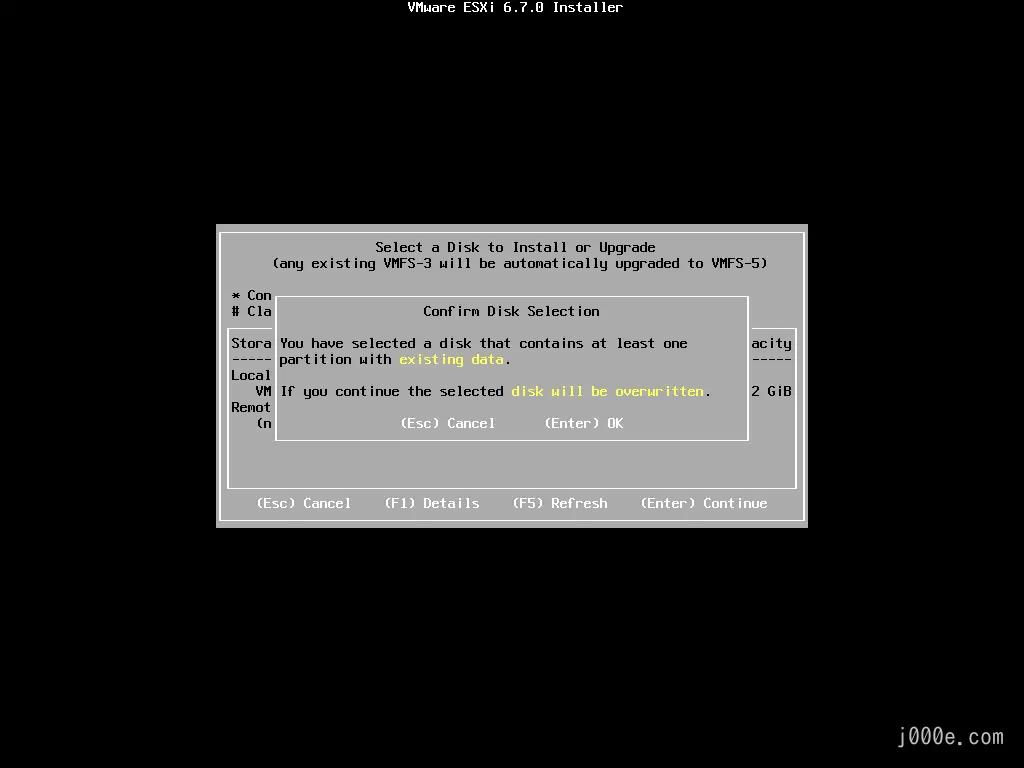 VMware ESXi 6.7.0 Installer
Select a Disk to Install or Upgrade
(any existing VMFS-3 will be automatically upgraded to VMFS-5)
* Con
# Cla
Confirm Disk Selection
Stora
acity
You have selected a disk that contains at least one
-----
-----
partition with existing data.
Local
VM
2 GiB
If you continue the selected disk will be overwritten.
Remot
(n
(Esc) Cancel (Enter) OK
(Esc) Cancel (F1) Details (F5) Refresh (Enter) Continue
j000e.com